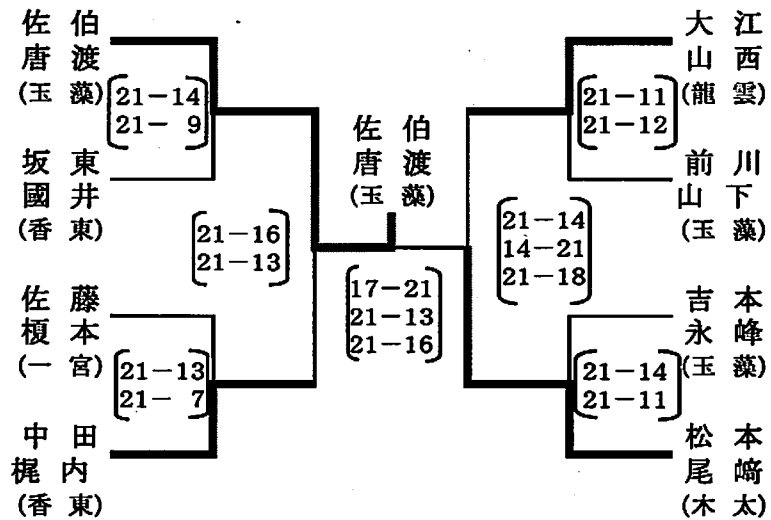 佐 伯
唐 渡
(玉 藻)
21-14
21- 9
坂 東
國 井
(香 東)
21-16
21-13
佐 藤
榎 本
(一 宮)
21-13
21- 7
中 田
梶 内
(香 東)
佐 伯
唐 渡
(玉 藻)
17-21
21-13
21-16
大 江
山 西
(龍 雲)
21-11
21-12
前 川
山 下
(玉 藻)
21-14
14-21
21-18
吉 本
永 峰
(玉 藻)
21-14
21-11
松 本
尾 﨑
(木 太)